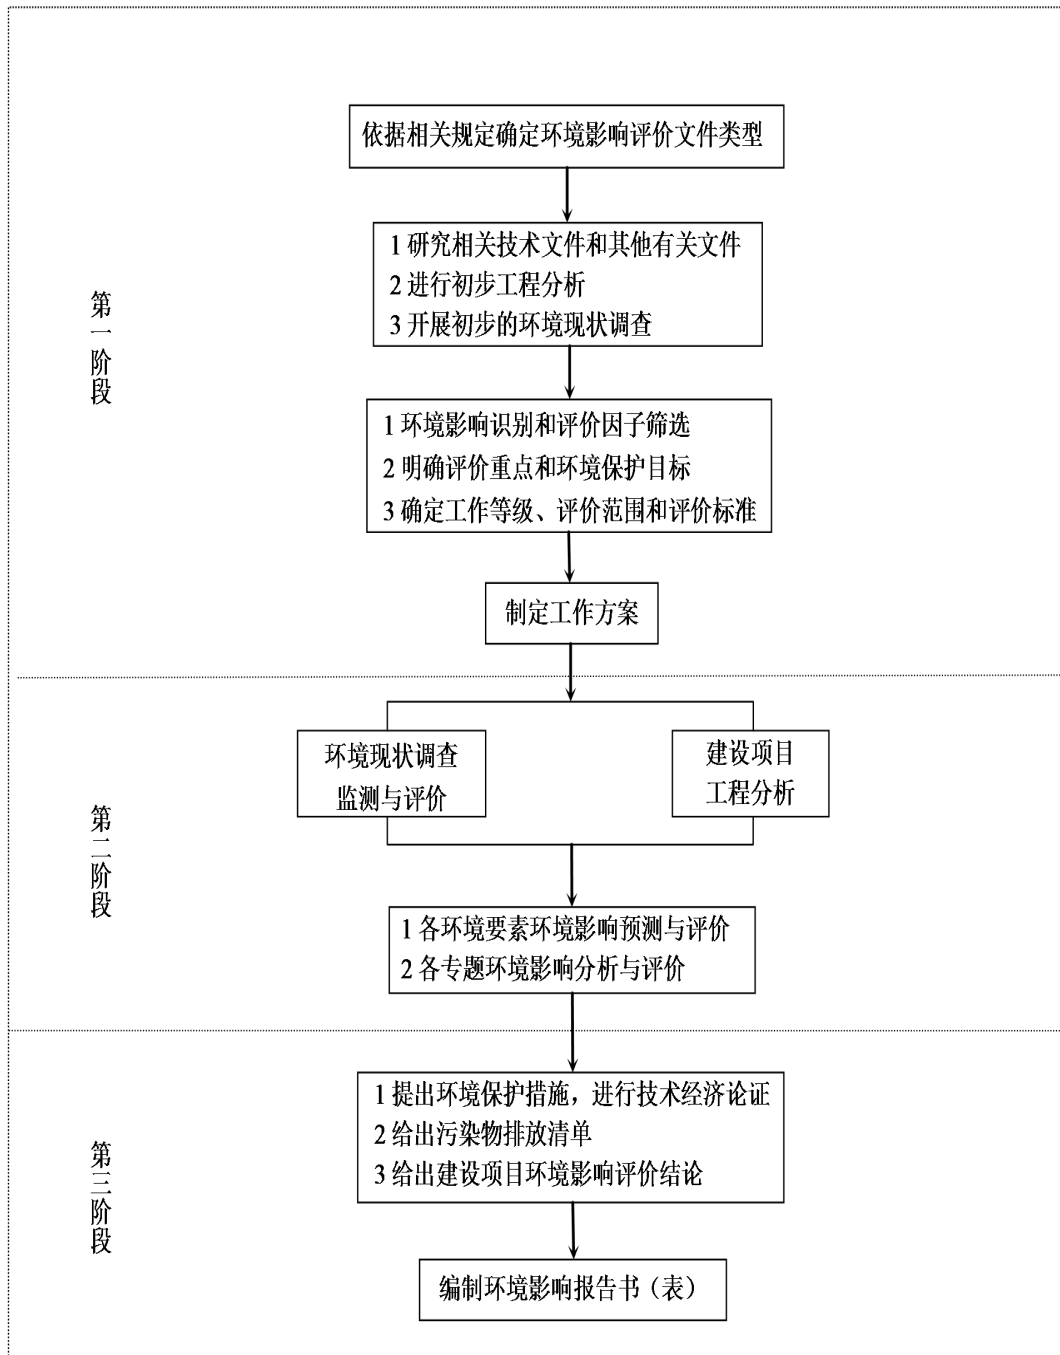 依据相关规定确定环境影响评价文件类型
1 研究相关技术文件和其他有关文件
2 进行初步工程分析
3 开展初步的环境现状调查
第一阶段
1 环境影响识别和评价因子筛选
2 明确评价重点和环境保护目标
3 确定工作等级、评价范围和评价标准
制定工作方案
环境现状调查
监测与评价
建设项目
工程分析
第二阶段
1 各环境要素环境影响预测与评价
2 各专题环境影响分析与评价
1 提出环境保护措施，进行技术经济论证
2 给出污染物排放清单
3 给出建设项目环境影响评价结论
第三阶段
编制环境影响报告书（表）